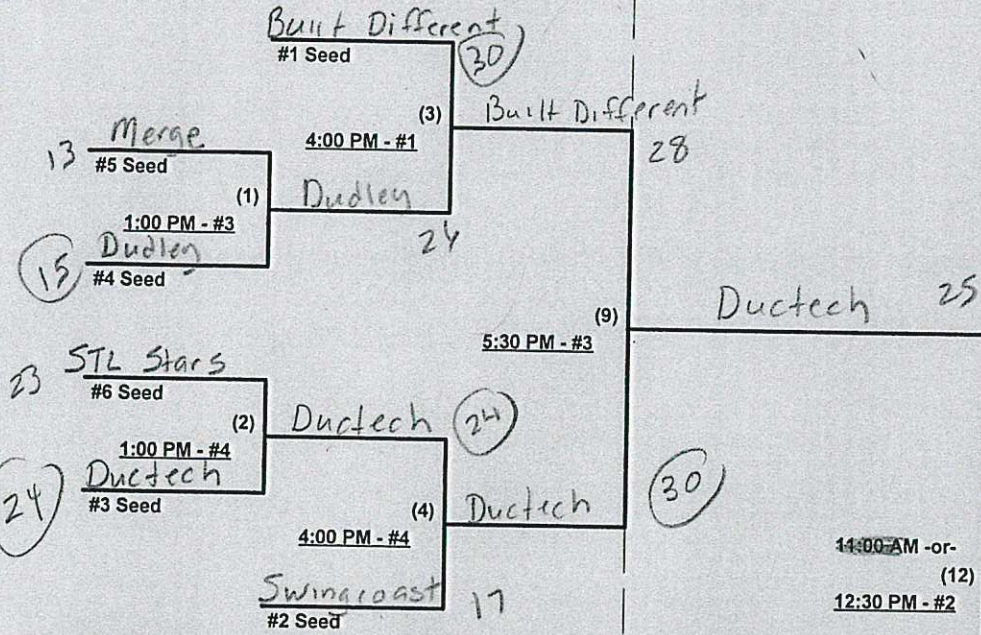 Built Different
#1 Seed
30
(3)
4:00 PM - #1
Built Different
28
13
Merge
#5 Seed
(1)
1:00 PM - #3
Dudley
24
15
Dudley
#4 Seed
(9)
5:30 PM - #3
Ductech
25
23
STL Stars
#6 Seed
(2)
1:00 PM - #4
Ductech
24
24
Ductech
#3 Seed
(4)
4:00 PM - #4
Ductech
30
Swingcoast
17
#2 Seed
11:00 AM -or-
(12)
12:30 PM - #2